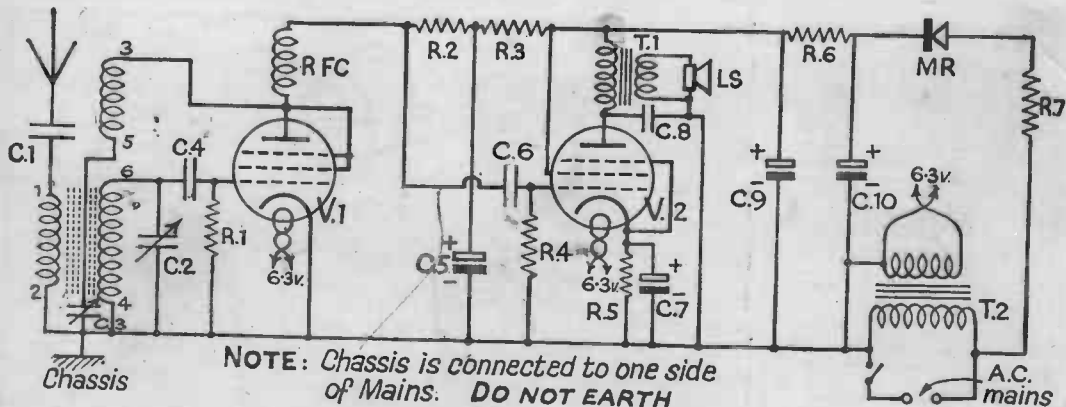 3
R FC
R.2
R.3
T.1
LS
R.6
MR
R.7
C.1
5
6
C.4
V.1
C.6
C.8
V.2
+
C.9
-
+
C.10
-
6·3v.
1
2
C.2
R.1
6·3v.
+
C.5
-
R.4
6·3v.
R.5
+
C.7
-
T.2
4
C.3
Chassis
NOTE: Chassis is connected to one side
of Mains. DO NOT EARTH
A.C.
mains